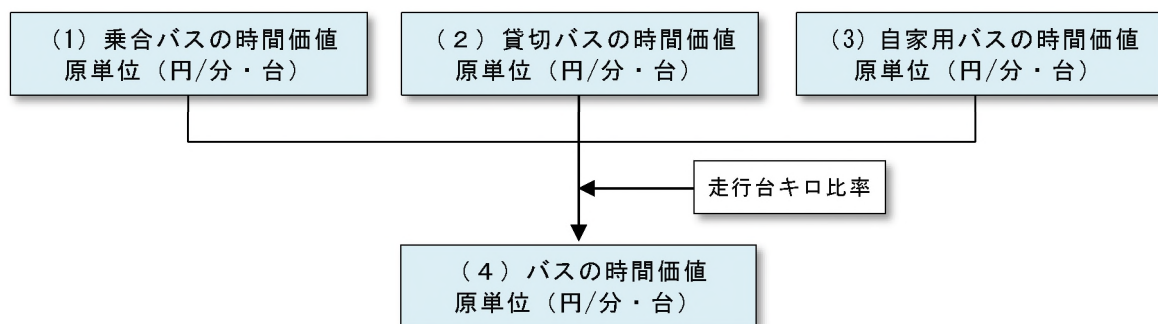 (1) 乗合バスの時間価値
原単位（円/分・台）
（２）貸切バスの時間価値
原単位（円/分・台）
(3) 自家用バスの時間価値
原単位（円/分・台）
走行台キロ比率
（４）バスの時間価値
原単位（円/分・台）